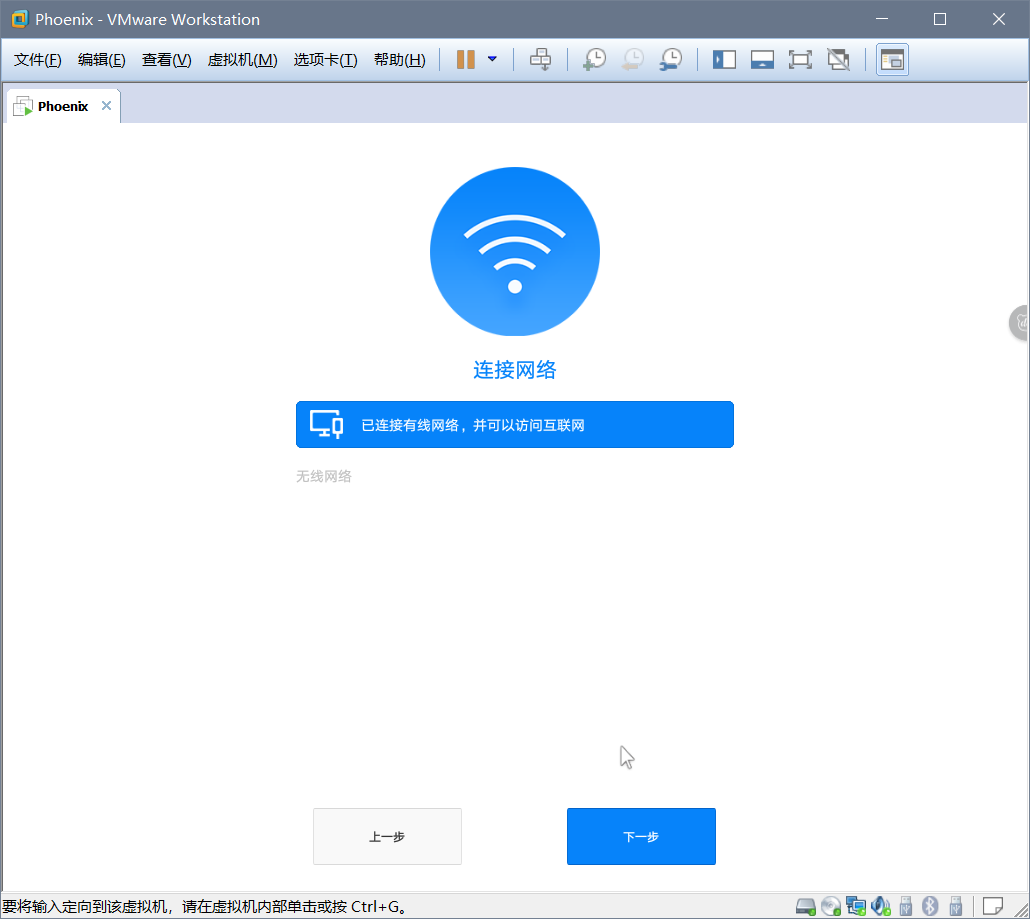 Phoenix - VMware Workstation
文件(F) 编辑(E) 查看(V) 虚拟机(M) 选项卡(T) 帮助(H)
Phoenix
连接网络
已连接有线网络，并可以访问互联网
无线网络
上一步 下一步
要将输入定向到该虚拟机，请在虚拟机内部单击或按 Ctrl+G。